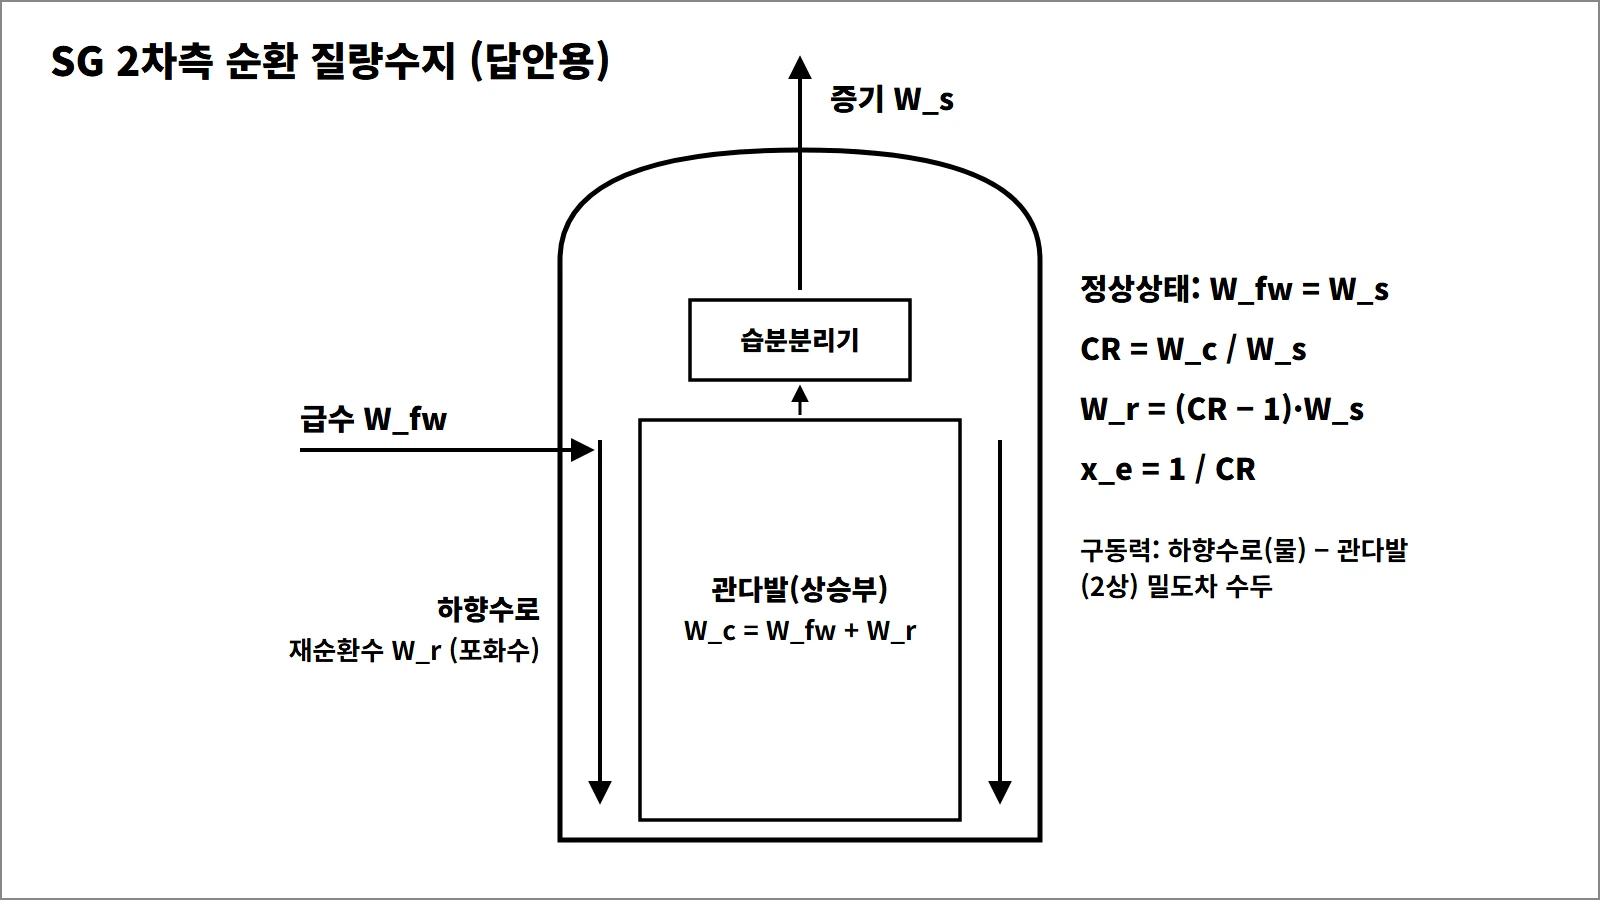 SG 2차측 순환 질량수지 (답안용)
증기 W_s
습분분리기
급수 W_fw
하향수로
재순환수 W_r (포화수)
관다발(상승부)
W_c = W_fw + W_r
정상상태: W_fw = W_s
CR = W_c / W_s
W_r = (CR − 1)·W_s
x_e = 1 / CR
구동력: 하향수로(물) − 관다발
(2상) 밀도차 수두